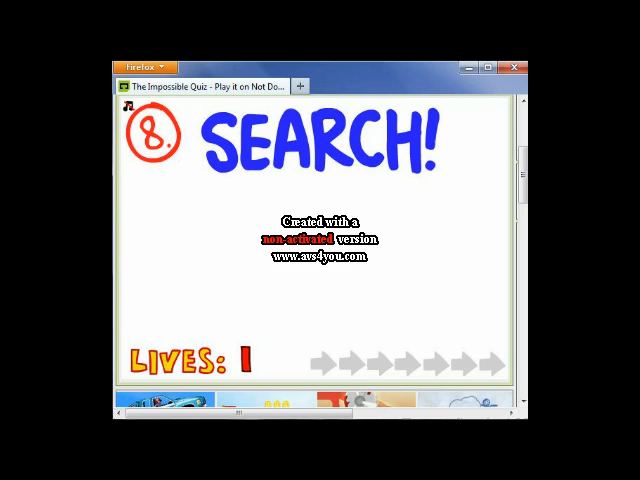 Firefox
The Impossible Quiz - Play it on Not Do...
8.
SEARCH!
Created with a
non-activated version
www.avs4you.com
LIVES: 1